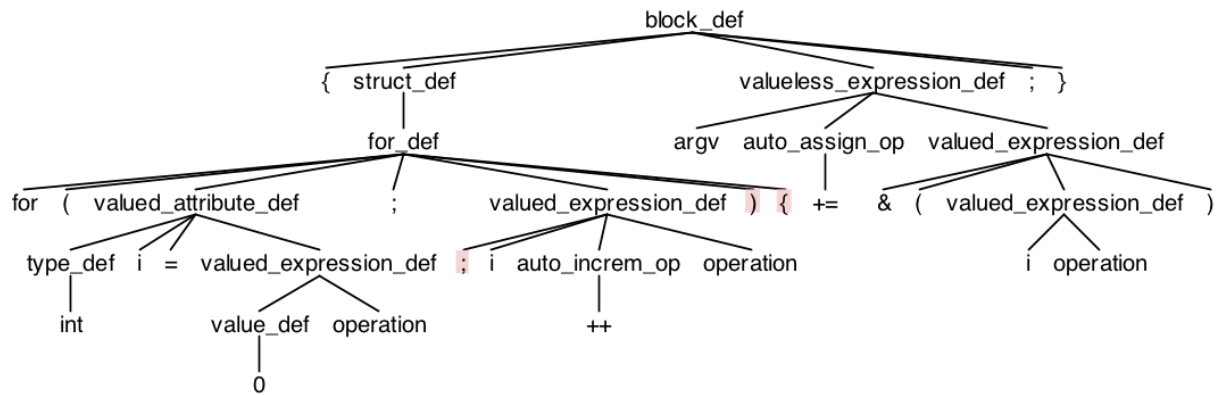 block_def
{ struct_def valueless_expression_def ; }
for_def argv auto_assign_op valued_expression_def
for ( valued_attribute_def ; valued_expression_def ) { += & ( valued_expression_def )
type_def i = valued_expression_def ; i auto_increm_op operation i operation
int value_def operation ++
0